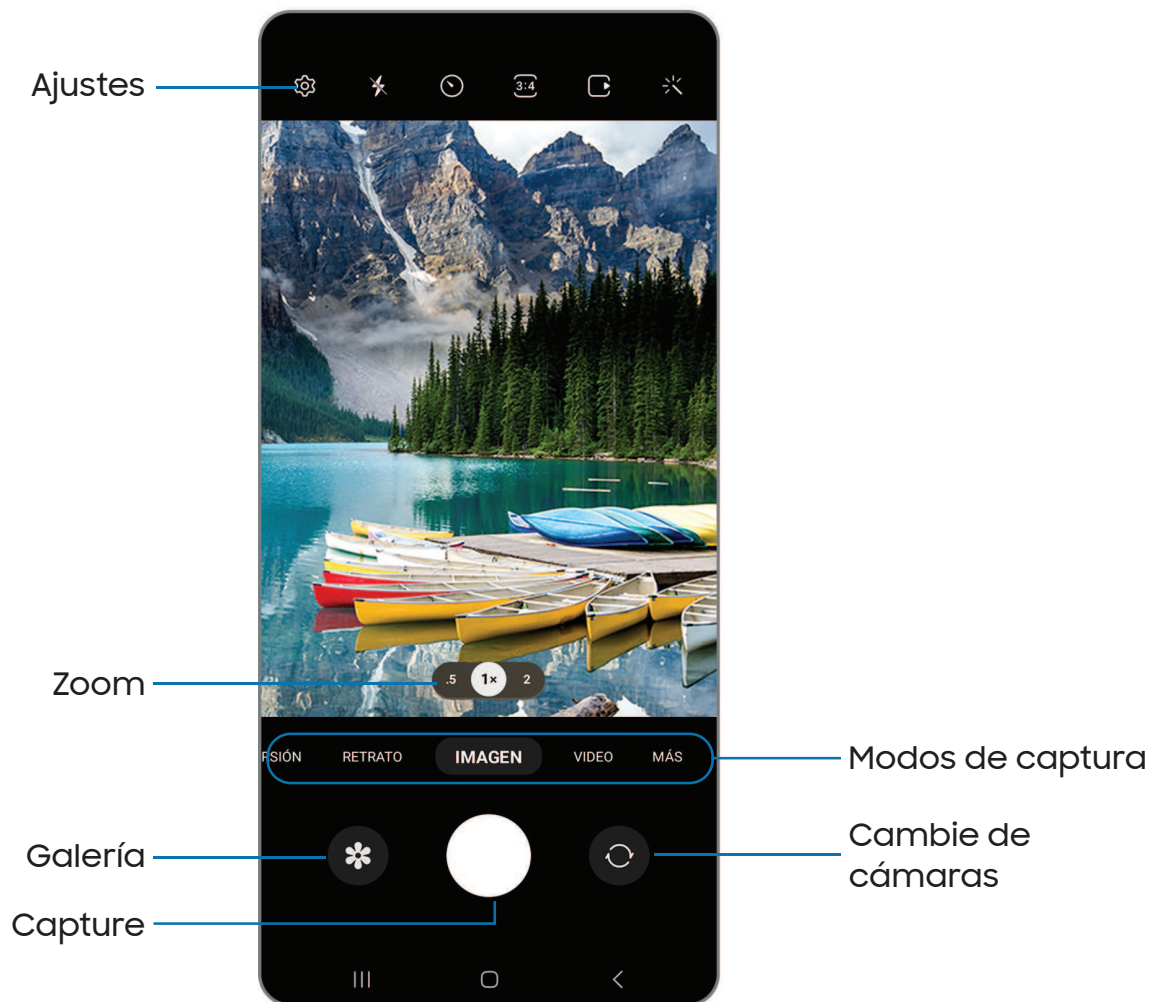 Ajustes
3:4
Zoom
.5 1× 2
RSIÓN RETRATO IMAGEN VIDEO MÁS
Modos de captura
Galería
Cambie de
cámaras
Capture